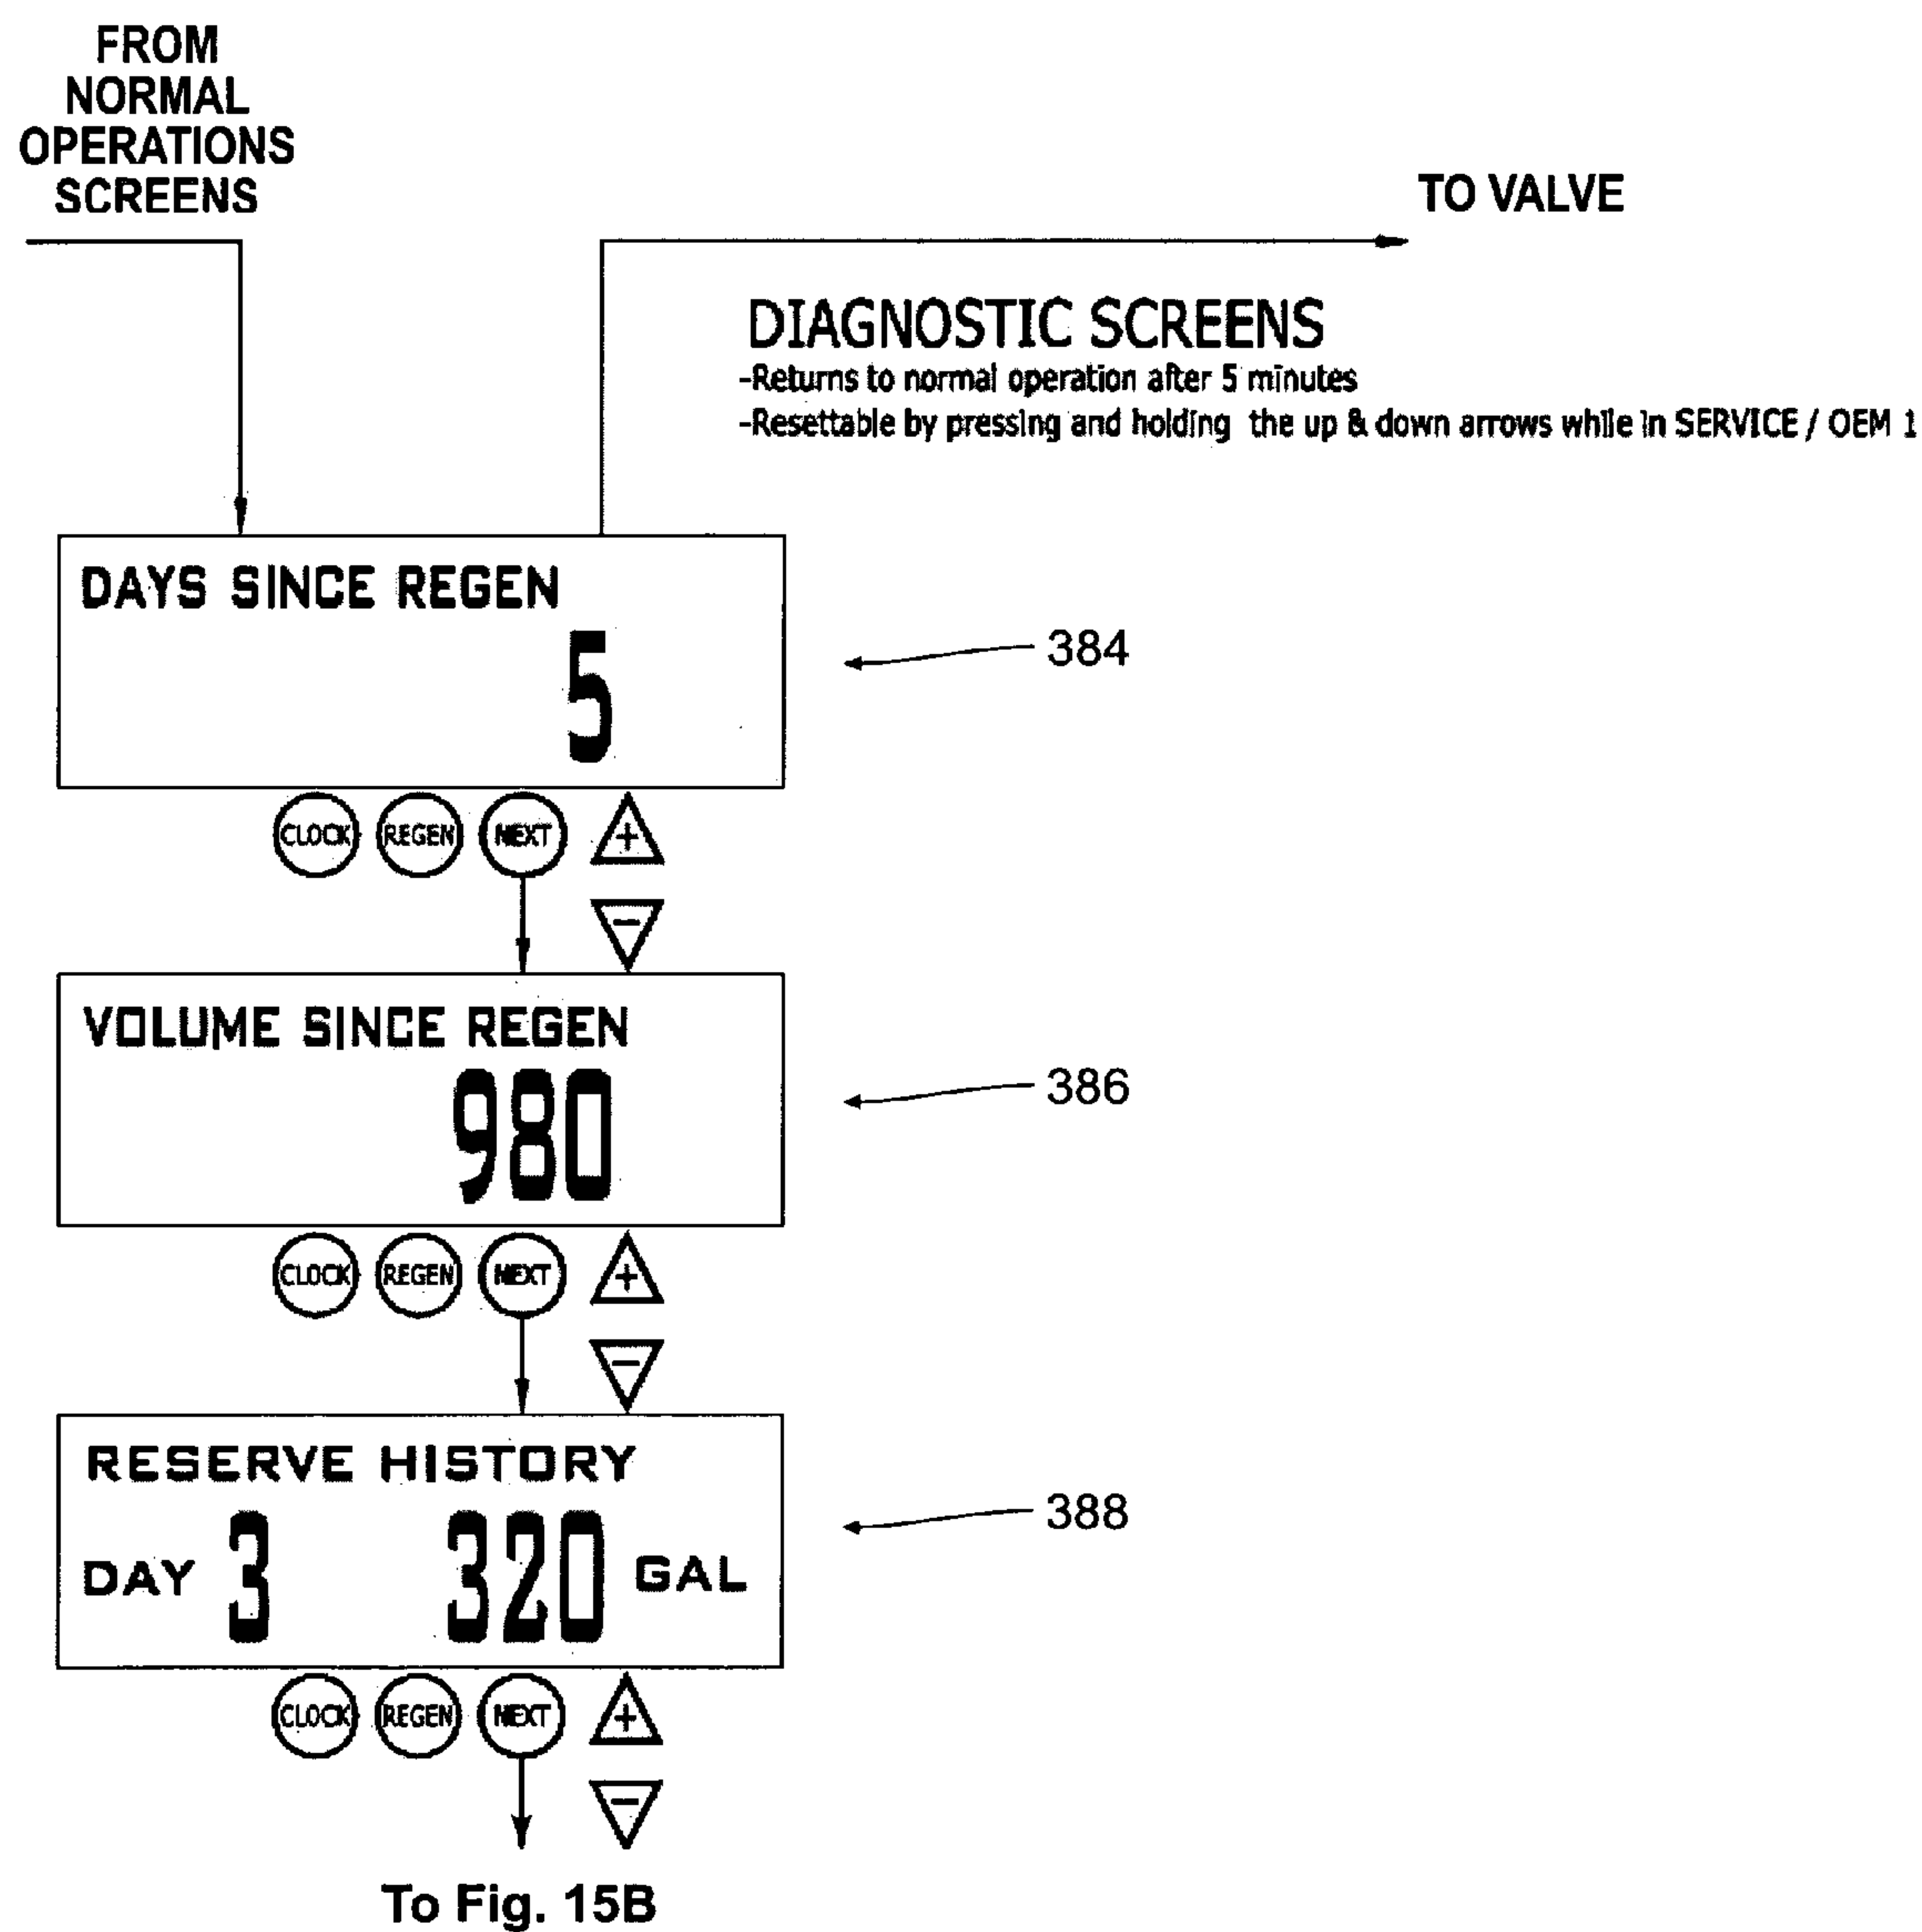 FROM
NORMAL
OPERATIONS
SCREENS
TO VALVE
DIAGNOSTIC SCREENS
-Returns to normal operation after 5 minutes
-Resettable by pressing and holding the up & down arrows while in SERVICE / OEM 1
DAYS SINCE REGEN
5
384
CLOCK REGEN NEXT +
-
VOLUME SINCE REGEN
980
386
CLOCK REGEN NEXT +
-
RESERVE HISTORY
DAY 3 320 GAL
388
CLOCK REGEN NEXT +
-
To Fig. 15B